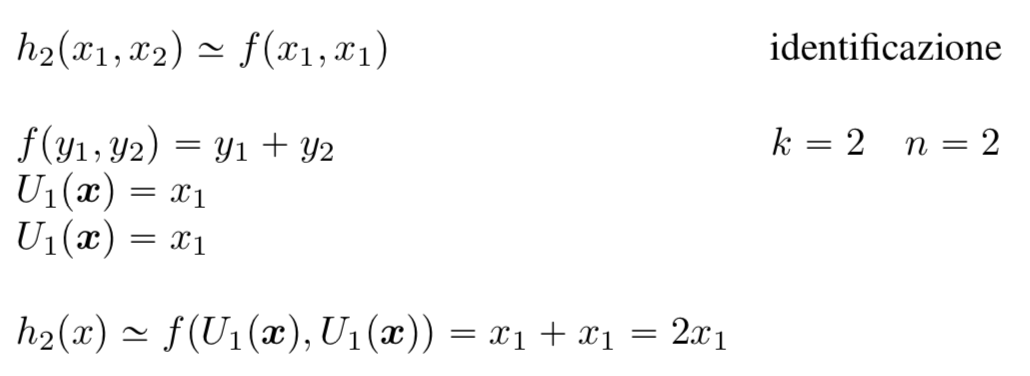 h₂(x₁, x₂) ≃ f(x₁, x₁) identificazione
f(y₁, y₂) = y₁ + y₂ k = 2 n = 2
U₁(𝒙) = x₁
U₁(𝒙) = x₁
h₂(x) ≃ f(U₁(𝒙), U₁(𝒙)) = x₁ + x₁ = 2x₁